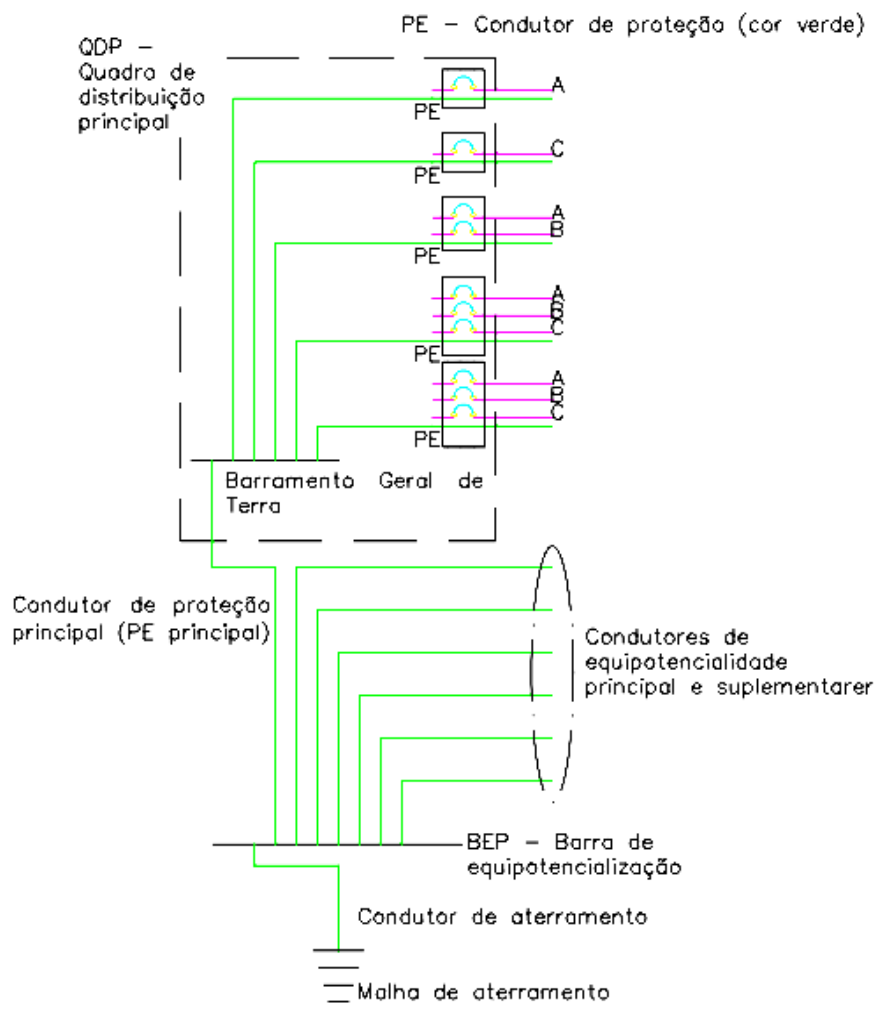 PE – Condutor de proteção (cor verde)
QDP –
Quadro de
distribuição
principal
A
PE
C
PE
A
B
PE
A
B
C
PE
A
B
C
PE
Barramento Geral de
Terra
Condutor de proteção
principal (PE principal)
Condutores de
equipotencialidade
principal e suplementarer
BEP – Barra de
equipotencialização
Condutor de aterramento
Malha de aterramento